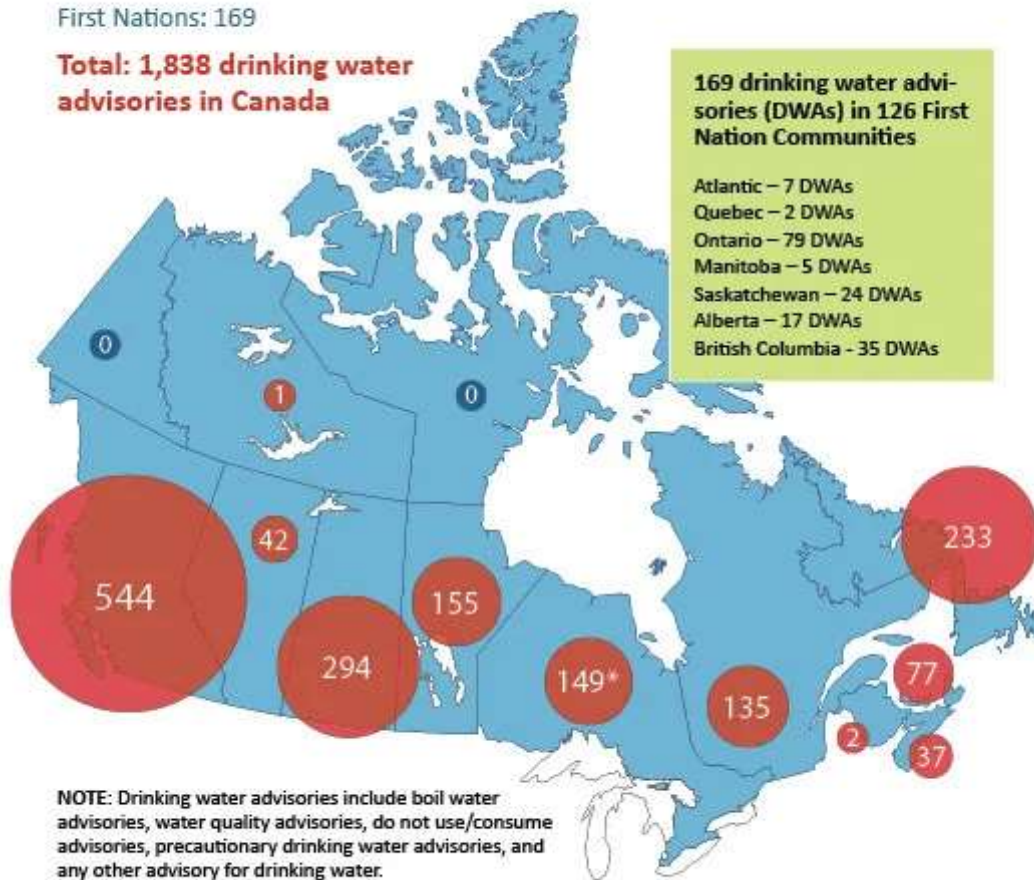 First Nations: 169
Total: 1,838 drinking water
advisories in Canada
169 drinking water advi-
sories (DWAs) in 126 First
Nation Communities
Atlantic – 7 DWAs
Quebec – 2 DWAs
Ontario – 79 DWAs
Manitoba – 5 DWAs
Saskatchewan – 24 DWAs
Alberta – 17 DWAs
British Columbia - 35 DWAs
0
1
0
544
42
294
155
149*
135
233
77
2
37
NOTE: Drinking water advisories include boil water
advisories, water quality advisories, do not use/consume
advisories, precautionary drinking water advisories, and
any other advisory for drinking water.